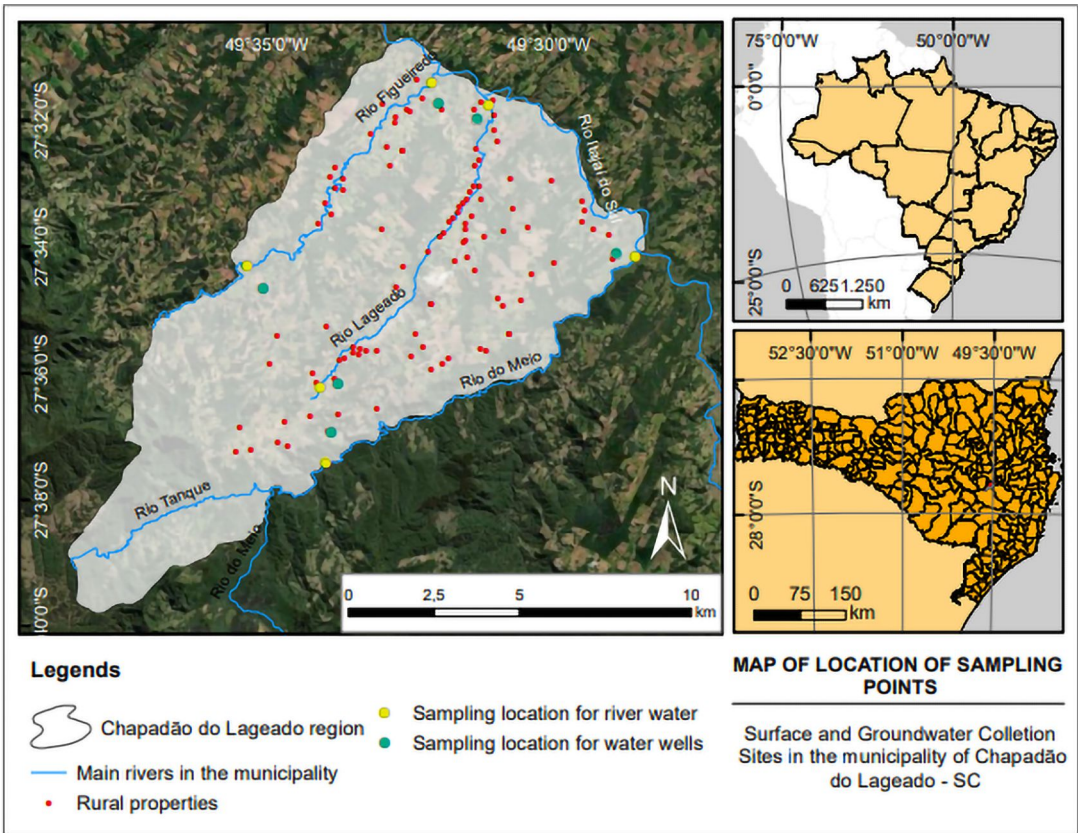 49°35'0"W
49°30'0"W
27°32'0"S
27°34'0"S
27°36'0"S
27°38'0"S
40'0"S
Rio Figueiredo
Rio Itajaí do Sul
Rio Lageado
Rio do Meio
Rio Tanque
Rio do Meio
N
0 2,5 5 10
km
75°0'0"W
50°0'0"W
0°0'0"
25°0'0"S
0 625 1.250
km
52°30'0"W
51°0'0"W
49°30'0"W
28°0'0"S
0 75 150
km
Legends
Chapadão do Lageado region
Main rivers in the municipality
Rural properties
Sampling location for river water
Sampling location for water wells
MAP OF LOCATION OF SAMPLING
POINTS
Surface and Groundwater Colletion
Sites in the municipality of Chapadão
do Lageado - SC